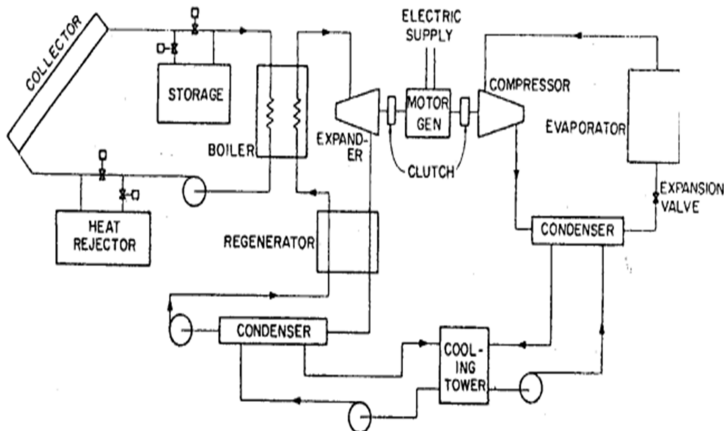 ELECTRIC
SUPPLY
COLLECTOR
STORAGE
BOILER
EXPAND-
ER
MOTOR
GEN
COMPRESSOR
CLUTCH
EVAPORATOR
EXPANSION
VALVE
HEAT
REJECTOR
REGENERATOR
CONDENSER
CONDENSER
COOL-
ING
TOWER